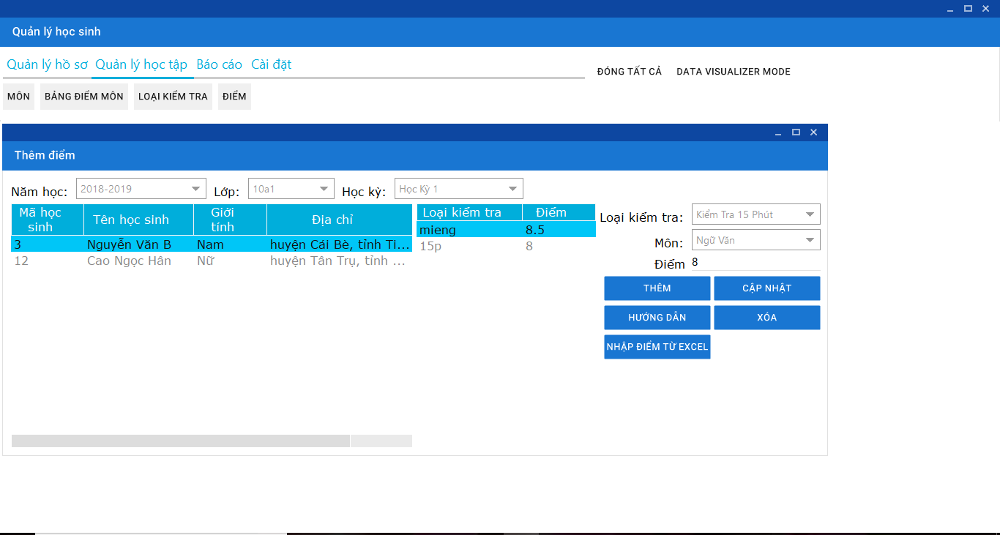 Quản lý học sinh
Quản lý hồ sơ Quản lý học tập Báo cáo Cài đặt
ĐÓNG TẤT CẢ DATA VISUALIZER MODE
MÔN BẢNG ĐIỂM MÔN LOẠI KIỂM TRA ĐIỂM
Thêm điểm
Năm học: 2018-2019 Lớp: 10a1 Học kỳ: Học Kỳ 1
Mã học sinh Tên học sinh Giới tính Địa chỉ
3 Nguyễn Văn B Nam huyện Cái Bè, tỉnh Ti...
12 Cao Ngọc Hân Nữ huyện Tân Trụ, tỉnh ...
Loại kiểm tra Điểm
mieng 8.5
15p 8
Loại kiểm tra: Kiểm Tra 15 Phút
Môn: Ngữ Văn
Điểm 8
THÊM CẬP NHẬT
HƯỚNG DẪN XÓA
NHẬP ĐIỂM TỪ EXCEL